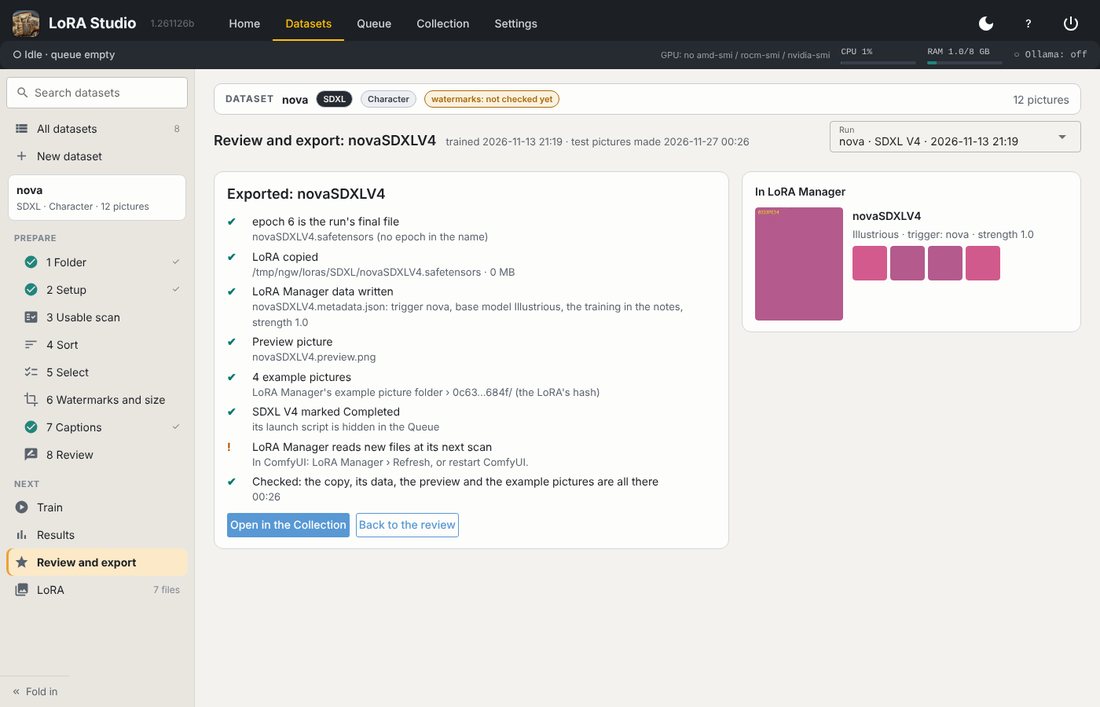 LoRA Studio 1.261126b Home Datasets Queue Collection Settings ?
Idle · queue empty GPU: no amd-smi / rocm-smi / nvidia-smi CPU 1% RAM 1.0/8 GB Ollama: off
Search datasets
All datasets 8
New dataset
nova
SDXL · Character · 12 pictures
PREPARE
1 Folder
2 Setup
3 Usable scan
4 Sort
5 Select
6 Watermarks and size
7 Captions
8 Review
NEXT
Train
Results
Review and export
LoRA 7 files
« Fold in
DATASET nova SDXL Character watermarks: not checked yet 12 pictures
Review and export: novaSDXLV4 trained 2026-11-13 21:19 · test pictures made 2026-11-27 00:26
Run
nova · SDXL V4 · 2026-11-13 21:19
Exported: novaSDXLV4
✔ epoch 6 is the run's final file
novaSDXLV4.safetensors (no epoch in the name)
✔ LoRA copied
/tmp/ngw/loras/SDXL/novaSDXLV4.safetensors · 0 MB
✔ LoRA Manager data written
novaSDXLV4.metadata.json: trigger nova, base model Illustrious, the training in the notes,
strength 1.0
✔ Preview picture
novaSDXLV4.preview.png
✔ 4 example pictures
LoRA Manager's example picture folder › 0c63...684f/ (the LoRA's hash)
✔ SDXL V4 marked Completed
its launch script is hidden in the Queue
! LoRA Manager reads new files at its next scan
In ComfyUI: LoRA Manager › Refresh, or restart ComfyUI.
✔ Checked: the copy, its data, the preview and the example pictures are all there
00:26
Open in the Collection Back to the review
In LoRA Manager
novaSDXLV4
Illustrious · trigger: nova · strength 1.0